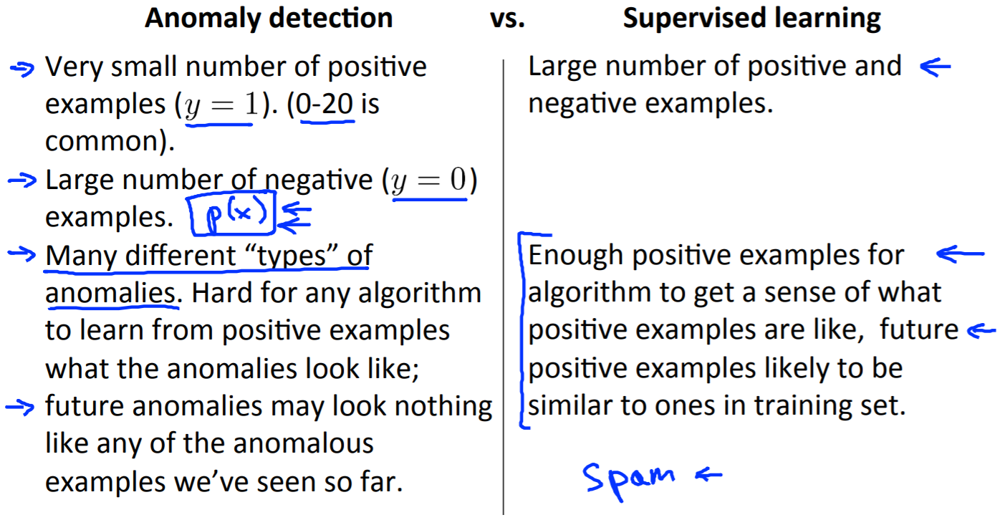 Anomaly detection vs. Supervised learning
Very small number of positive
examples (y = 1). (0-20 is
common).
Large number of negative (y = 0)
examples. p(x)
Many different “types” of
anomalies. Hard for any algorithm
to learn from positive examples
what the anomalies look like;
future anomalies may look nothing
like any of the anomalous
examples we’ve seen so far.
Large number of positive and
negative examples.
Enough positive examples for
algorithm to get a sense of what
positive examples are like, future
positive examples likely to be
similar to ones in training set.
Spam